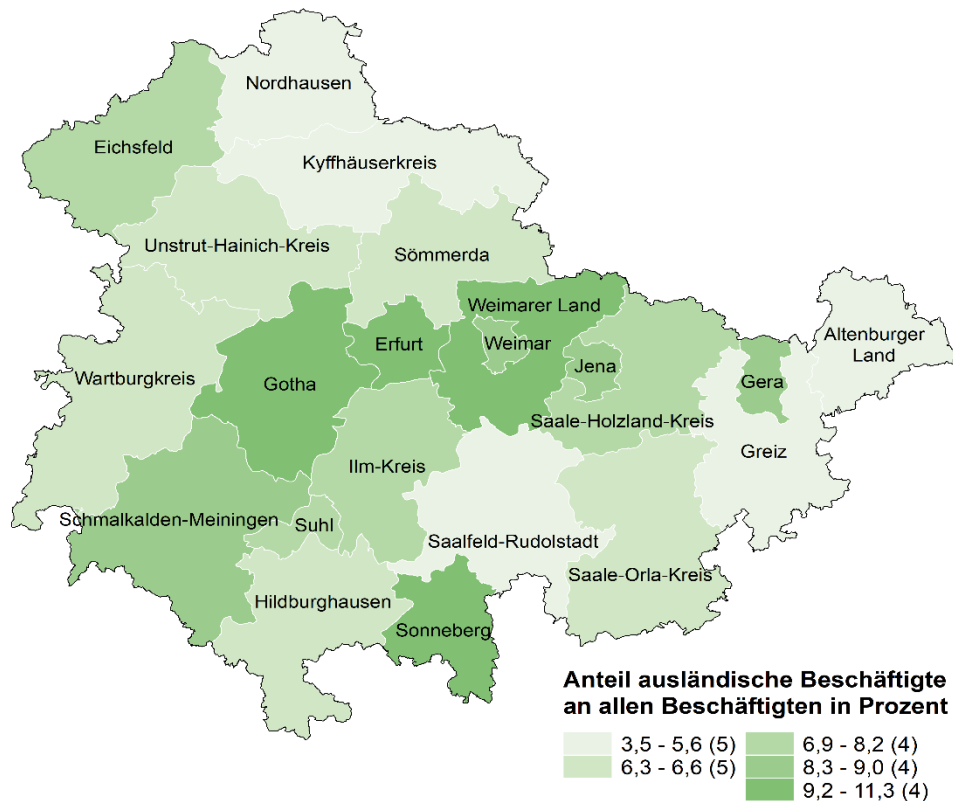 Nordhausen
Eichsfeld
Kyffhäuserkreis
Unstrut-Hainich-Kreis
Sömmerda
Weimarer Land
Erfurt
Weimar
Jena
Altenburger
Land
Wartburgkreis
Gotha
Gera
Saale-Holzland-Kreis
Greiz
Ilm-Kreis
Schmalkalden-Meiningen
Suhl
Saalfeld-Rudolstadt
Saale-Orla-Kreis
Hildburghausen
Sonneberg
Anteil ausländische Beschäftigte
an allen Beschäftigten in Prozent
3,5 - 5,6 (5)
6,3 - 6,6 (5)
6,9 - 8,2 (4)
8,3 - 9,0 (4)
9,2 - 11,3 (4)